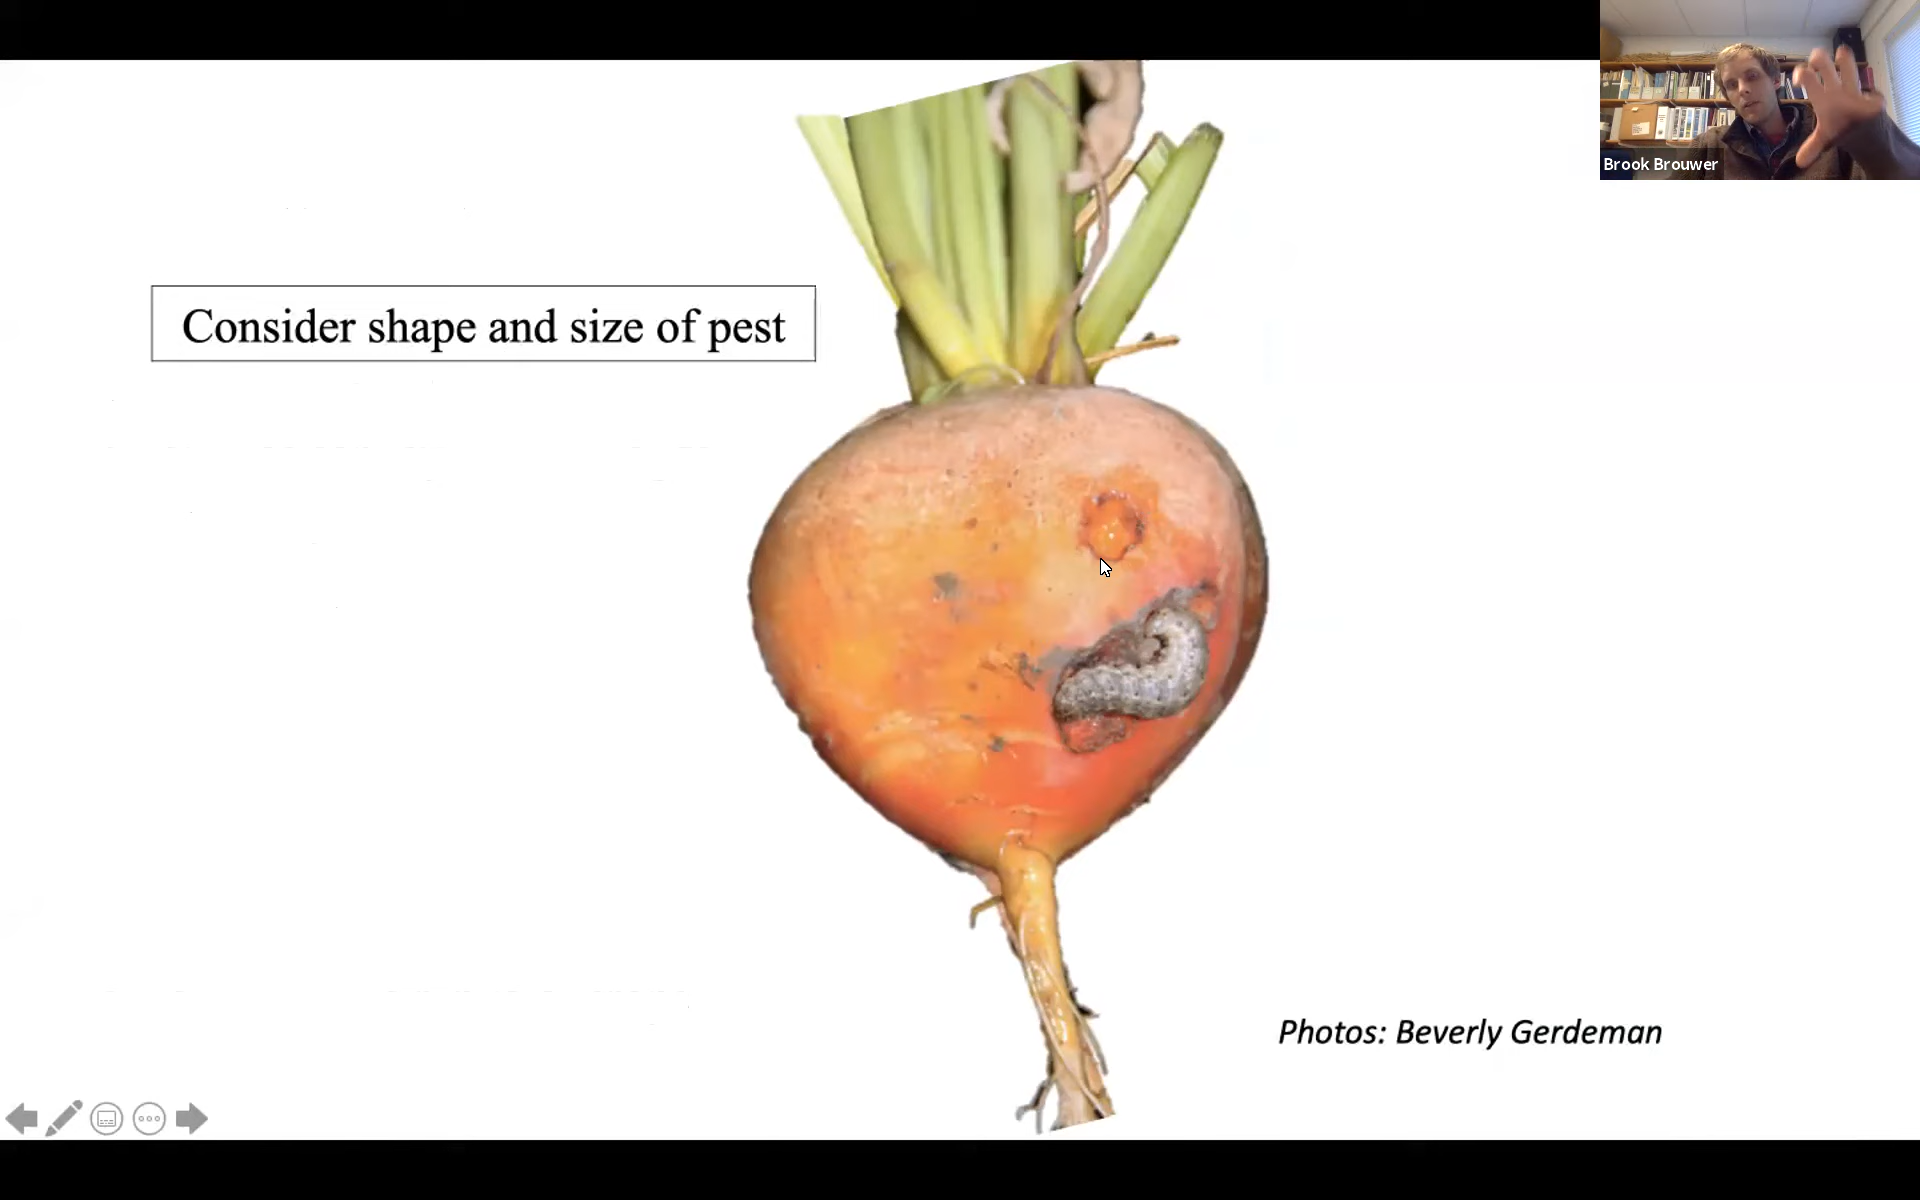 Brook Brouwer
Consider shape and size of pest
Photos: Beverly Gerdeman